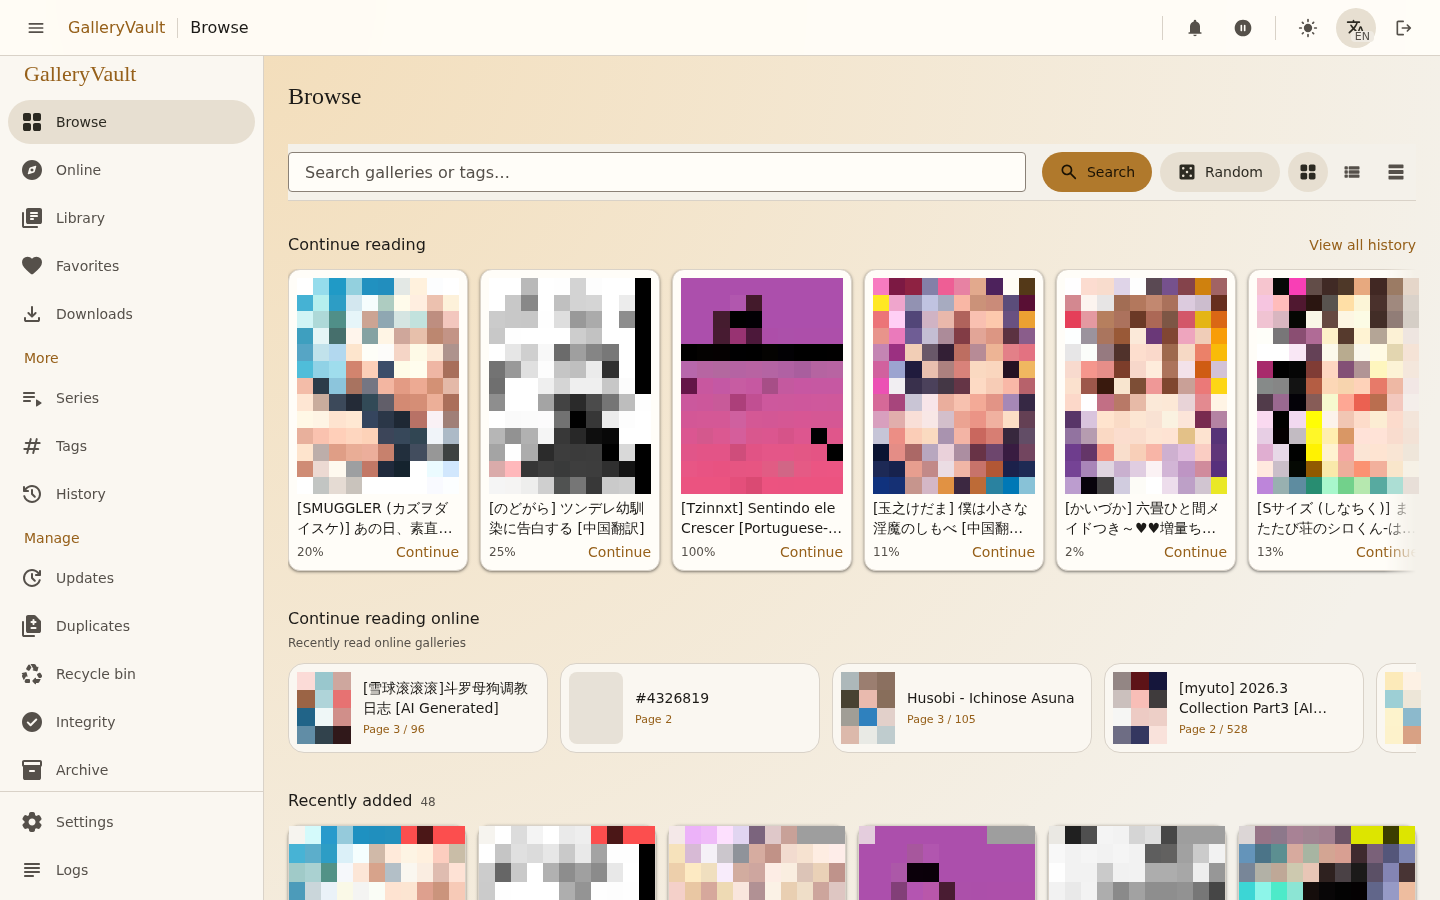 GalleryVault
Browse
EN
GalleryVault
Browse
Online
Library
Favorites
Downloads
More
Series
Tags
History
Manage
Updates
Duplicates
Recycle bin
Integrity
Archive
Settings
Logs
Browse
Search galleries or tags...
Search
Random
Continue reading
View all history
[SMUGGLER (カズヲダ
イスケ)] あの日、素直...
20%
Continue
[のどがら] ツンデレ幼馴
染に告白する [中国翻訳]
25%
Continue
[Tzinnxt] Sentindo ele
Crescer [Portuguese-...
100%
Continue
[玉之けだま] 僕は小さな
淫魔のしもべ [中国翻...
11%
Continue
[かいづか] 六畳ひと間メ
イドつき～♥♥増量ち...
2%
Continue
[Sサイズ (しなちく)] ま
たたび荘のシロくん-は...
13%
Continue
Continue reading online
Recently read online galleries
[雪球滚滚滚]斗罗母狗调教
日志 [AI Generated]
Page 3 / 96
#4326819
Page 2
Husobi - Ichinose Asuna
Page 3 / 105
[myuto] 2026.3
Collection Part3 [AI...
Page 2 / 528
Recently added 48